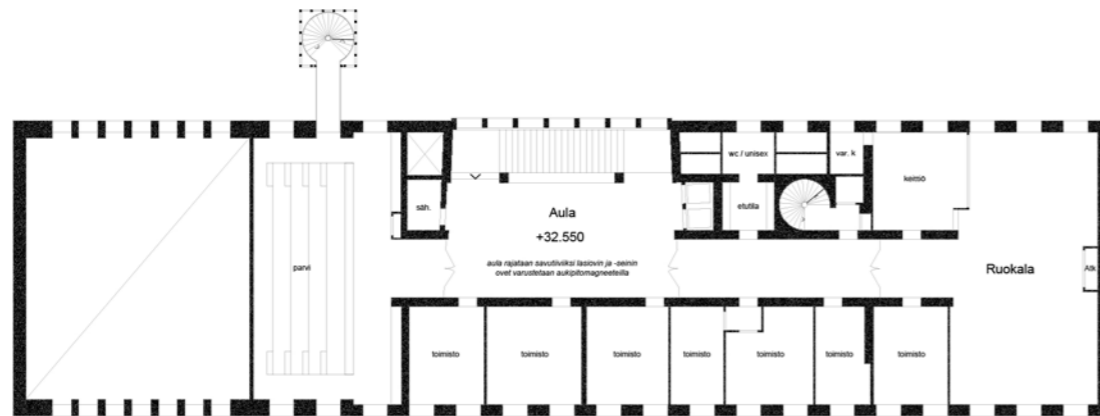 wc / unisex
var. k
keittiö
säh.
etutila
Aula
+32.550
aula rajataan savutiiviiksi lasiovin ja -seinin
ovet varustetaan aukipitomagneeteilla
parvi
Ruokala
Atk
toimisto
toimisto
toimisto
toimisto
toimisto
toimisto
toimisto